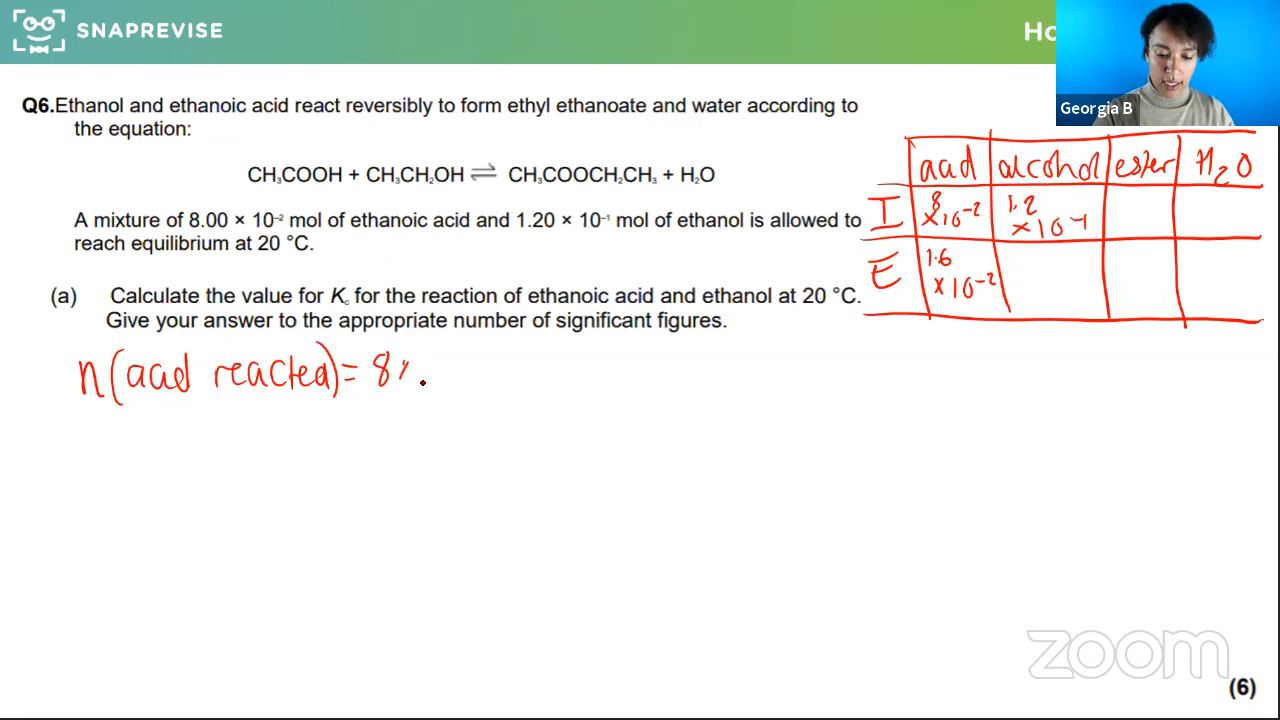 SNAPREVISE
Georgia B
Q6.Ethanol and ethanoic acid react reversibly to form ethyl ethanoate and water according to
the equation:
CH₃COOH + CH₃CH₂OH ⇌ CH₃COOCH₂CH₃ + H₂O
A mixture of 8.00 × 10⁻² mol of ethanoic acid and 1.20 × 10⁻¹ mol of ethanol is allowed to
reach equilibrium at 20 °C.
(a) Calculate the value for Kc for the reaction of ethanoic acid and ethanol at 20 °C.
Give your answer to the appropriate number of significant figures.
acid alcohol ester H₂O
I 8 × 10⁻² 1.2 × 10⁻¹
E 1.6 × 10⁻²
n(acid reacted) = 8
zoom
(6)